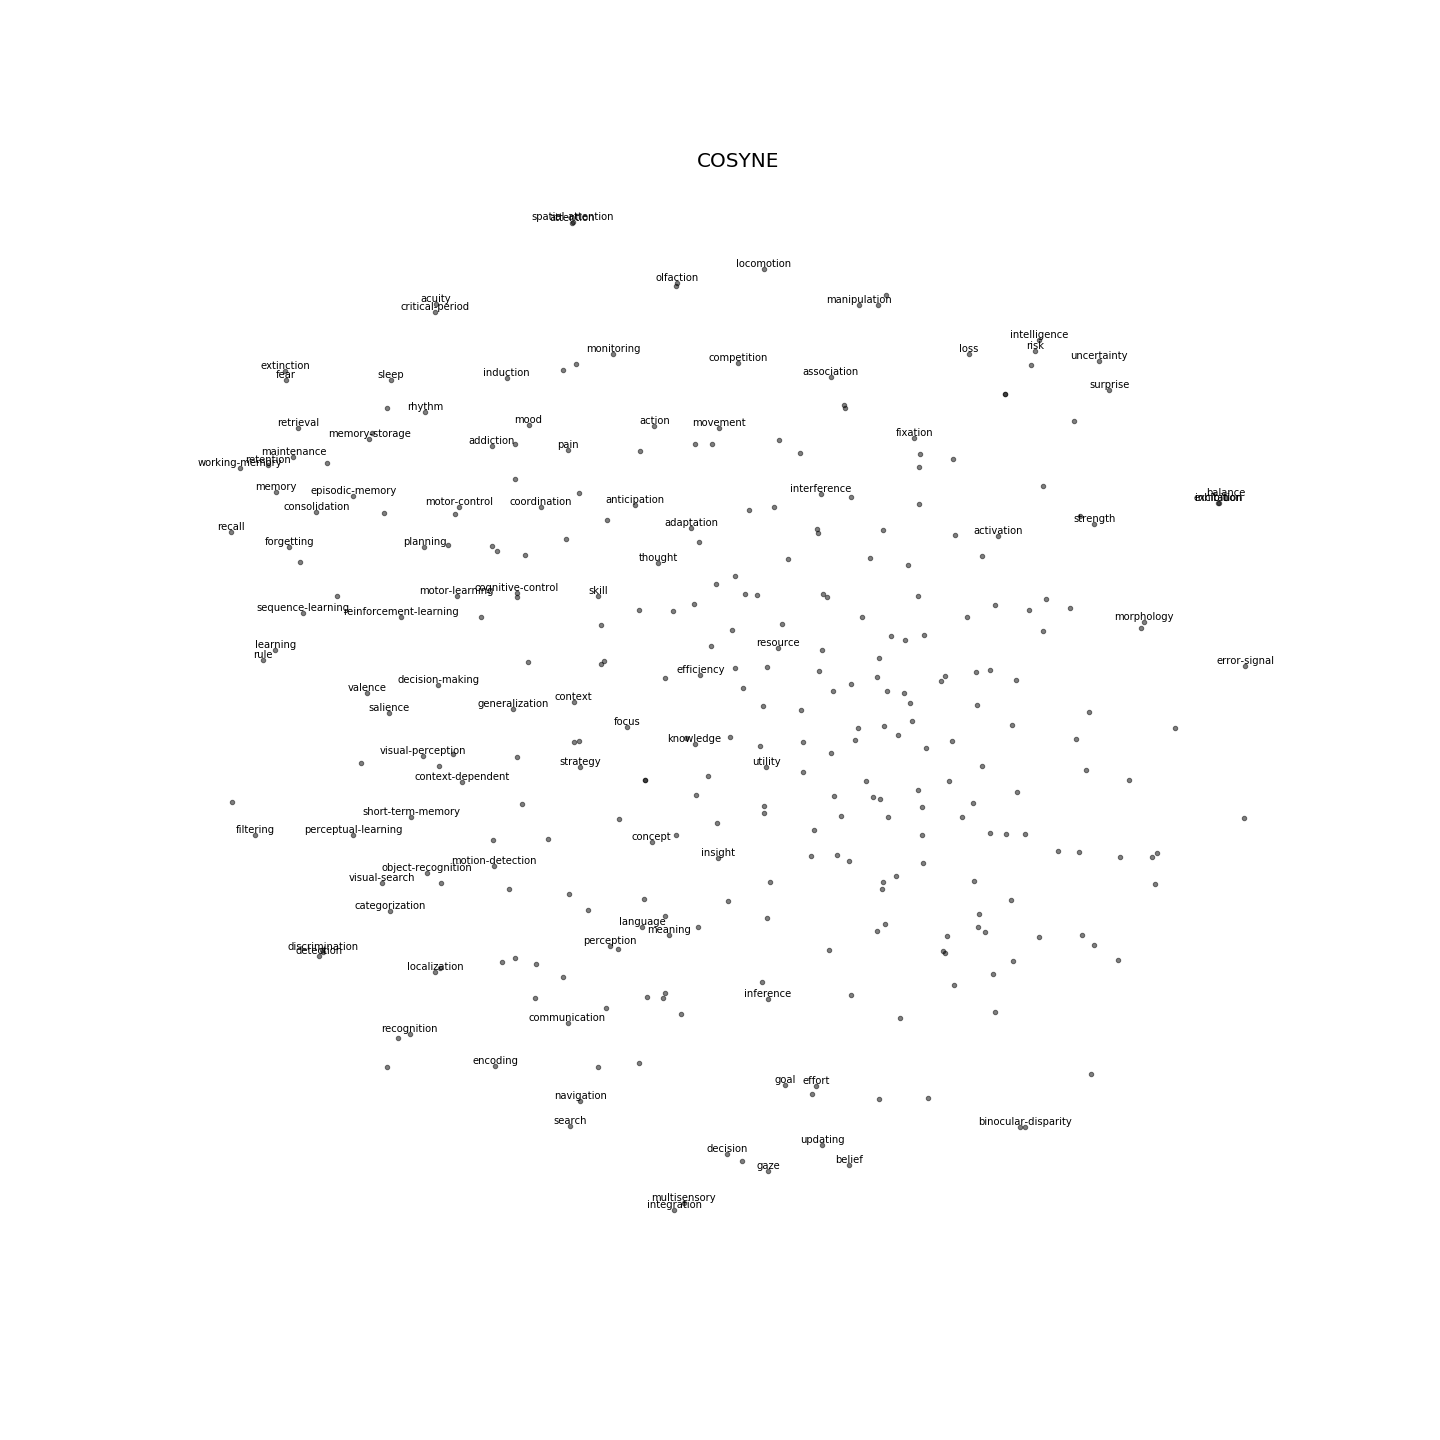 COSYNE
spatial-attention
attention
locomotion
olfaction
acuity
manipulation
critical-period
intelligence
risk
monitoring
loss
uncertainty
competition
extinction
fear
sleep
induction
association
surprise
rhythm
retrieval
mood
action
movement
memory-storage
addiction
pain
fixation
maintenance
retention
working-memory
memory
episodic-memory
interference
balance
excitation
inhibition
consolidation
motor-control
coordination
anticipation
recall
adaptation
strength
activation
forgetting
planning
thought
motor-learning
cognitive-control
skill
sequence-learning
reinforcement-learning
morphology
learning
rule
resource
error-signal
efficiency
decision-making
valence
salience
generalization
context
focus
knowledge
visual-perception
strategy
utility
context-dependent
short-term-memory
filtering
perceptual-learning
concept
insight
motion-detection
object-recognition
visual-search
categorization
language
meaning
discrimination
detection
perception
localization
inference
communication
recognition
encoding
navigation
goal
effort
search
binocular-disparity
updating
decision
belief
gaze
multisensory
integration